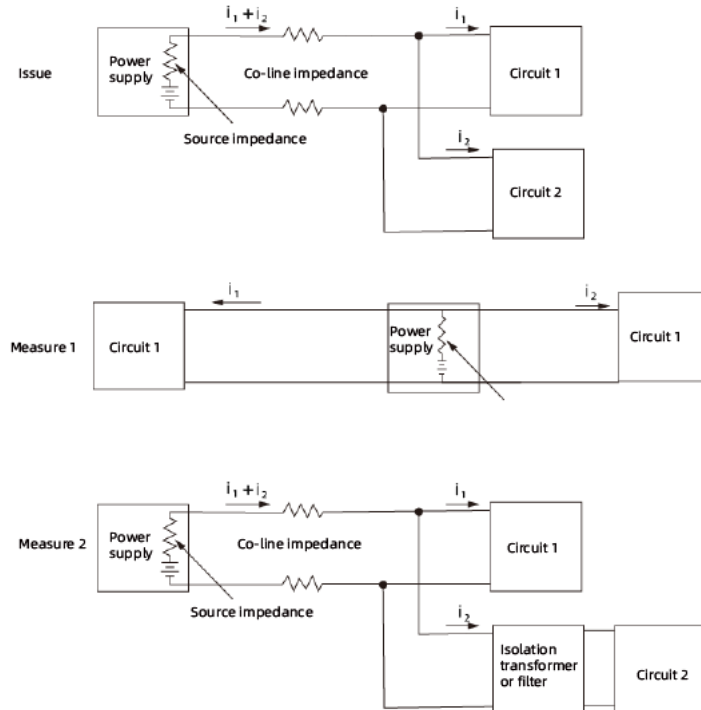 i₁ + i₂
i₁
Issue
Power
supply
Co-line impedance
Circuit 1
Source impedance
i₂
Circuit 2
i₁
i₂
Measure 1
Circuit 1
Power
supply
Circuit 1
i₁ + i₂
i₁
Measure 2
Power
supply
Co-line impedance
Circuit 1
Source impedance
i₂
Isolation
transformer
or filter
Circuit 2